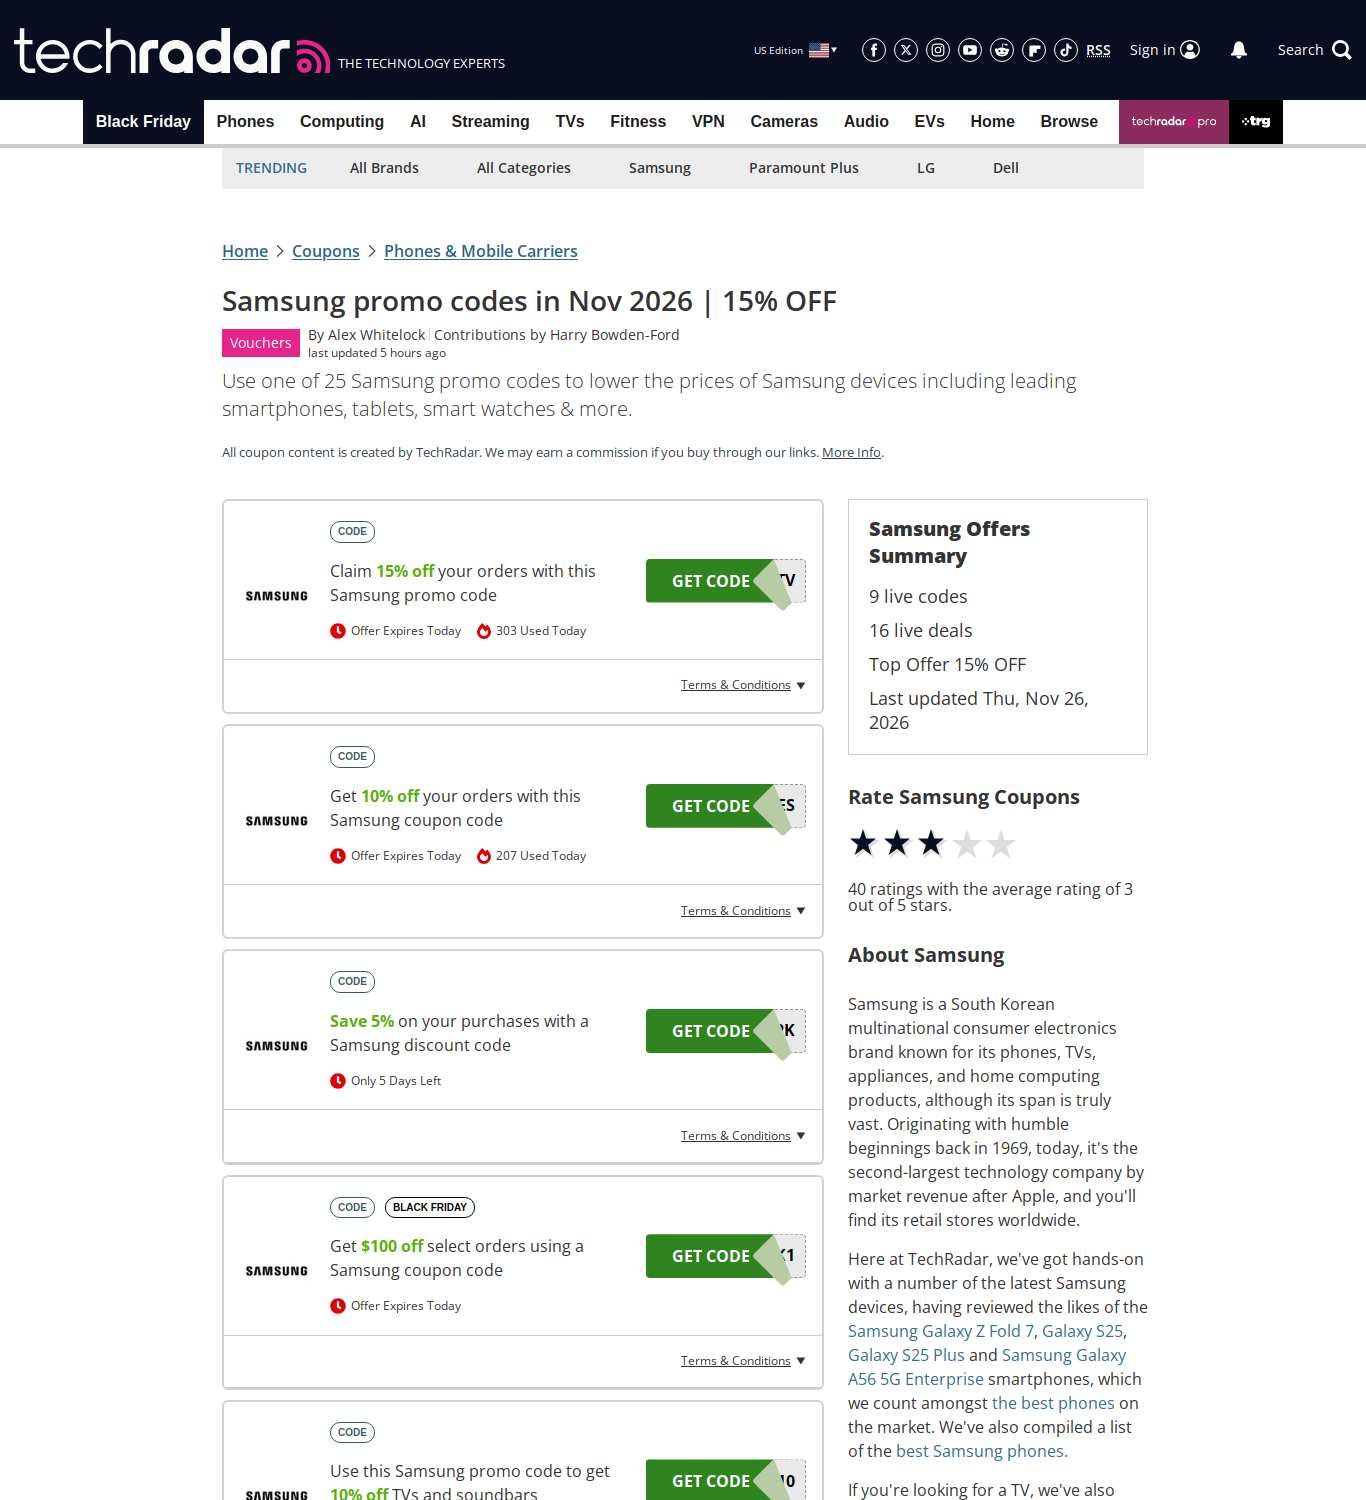 techradar THE TECHNOLOGY EXPERTS
US Edition
RSS
Sign in
Search
Black Friday Phones Computing AI Streaming TVs Fitness VPN Cameras Audio EVs Home Browse techradar pro trg
TRENDING All Brands All Categories Samsung Paramount Plus LG Dell
Home > Coupons > Phones & Mobile Carriers
Samsung promo codes in Nov 2026 | 15% OFF
Vouchers
By Alex Whitelock | Contributions by Harry Bowden-Ford
last updated 5 hours ago
Use one of 25 Samsung promo codes to lower the prices of Samsung devices including leading
smartphones, tablets, smart watches & more.
All coupon content is created by TechRadar. We may earn a commission if you buy through our links. More Info.
CODE
SAMSUNG
Claim 15% off your orders with this
Samsung promo code
GET CODE
TV
Offer Expires Today
303 Used Today
Terms & Conditions
CODE
SAMSUNG
Get 10% off your orders with this
Samsung coupon code
GET CODE
ES
Offer Expires Today
207 Used Today
Terms & Conditions
CODE
SAMSUNG
Save 5% on your purchases with a
Samsung discount code
GET CODE
K
Only 5 Days Left
Terms & Conditions
CODE
BLACK FRIDAY
SAMSUNG
Get $100 off select orders using a
Samsung coupon code
GET CODE
1
Offer Expires Today
Terms & Conditions
CODE
SAMSUNG
Use this Samsung promo code to get
10% off TVs and soundbars
GET CODE
0
Samsung Offers
Summary
9 live codes
16 live deals
Top Offer 15% OFF
Last updated Thu, Nov 26,
2026
Rate Samsung Coupons
40 ratings with the average rating of 3
out of 5 stars.
About Samsung
Samsung is a South Korean
multinational consumer electronics
brand known for its phones, TVs,
appliances, and home computing
products, although its span is truly
vast. Originating with humble
beginnings back in 1969, today, it's the
second-largest technology company by
market revenue after Apple, and you'll
find its retail stores worldwide.
Here at TechRadar, we've got hands-on
with a number of the latest Samsung
devices, having reviewed the likes of the
Samsung Galaxy Z Fold 7, Galaxy S25,
Galaxy S25 Plus and Samsung Galaxy
A56 5G Enterprise smartphones, which
we count amongst the best phones on
the market. We've also compiled a list
of the best Samsung phones.
If you're looking for a TV, we've also